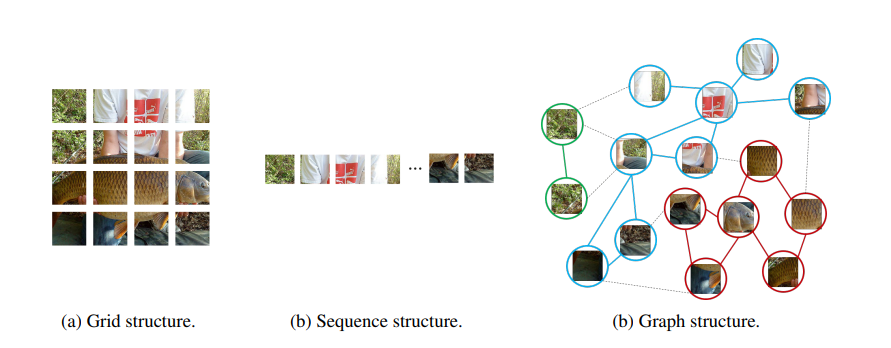 (a) Grid structure.
(b) Sequence structure.
(b) Graph structure.